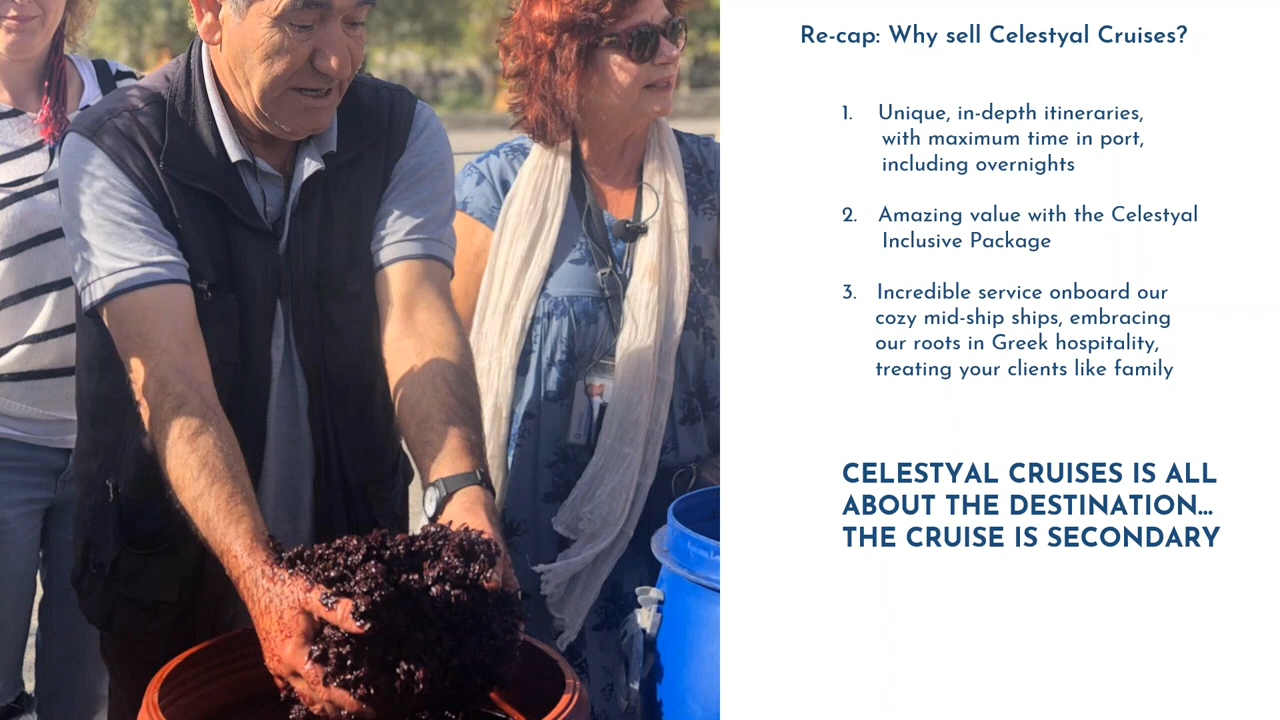 Re-cap: Why sell Celestyal Cruises?
1. Unique, in-depth itineraries,
with maximum time in port,
including overnights
2. Amazing value with the Celestyal
Inclusive Package
3. Incredible service onboard our
cozy mid-ship ships, embracing
our roots in Greek hospitality,
treating your clients like family
CELESTYAL CRUISES IS ALL
ABOUT THE DESTINATION...
THE CRUISE IS SECONDARY